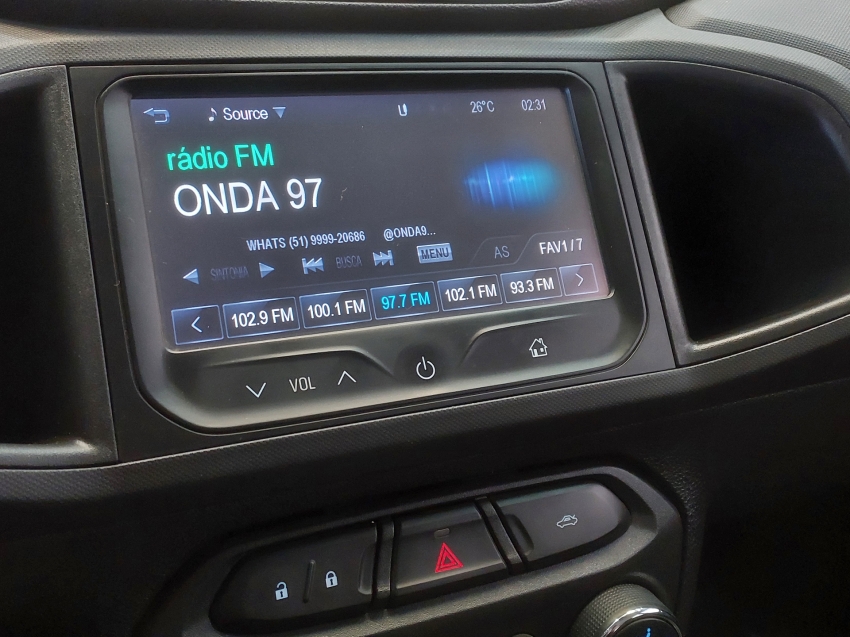 Source 26°C 02:31
rádio FM
ONDA 97
WHATS (51) 9999-20686 @ONDA9...
SINTONIA BUSCA MENU AS FAV1/7
102.9 FM 100.1 FM 97.7 FM 102.1 FM 93.3 FM
VOL